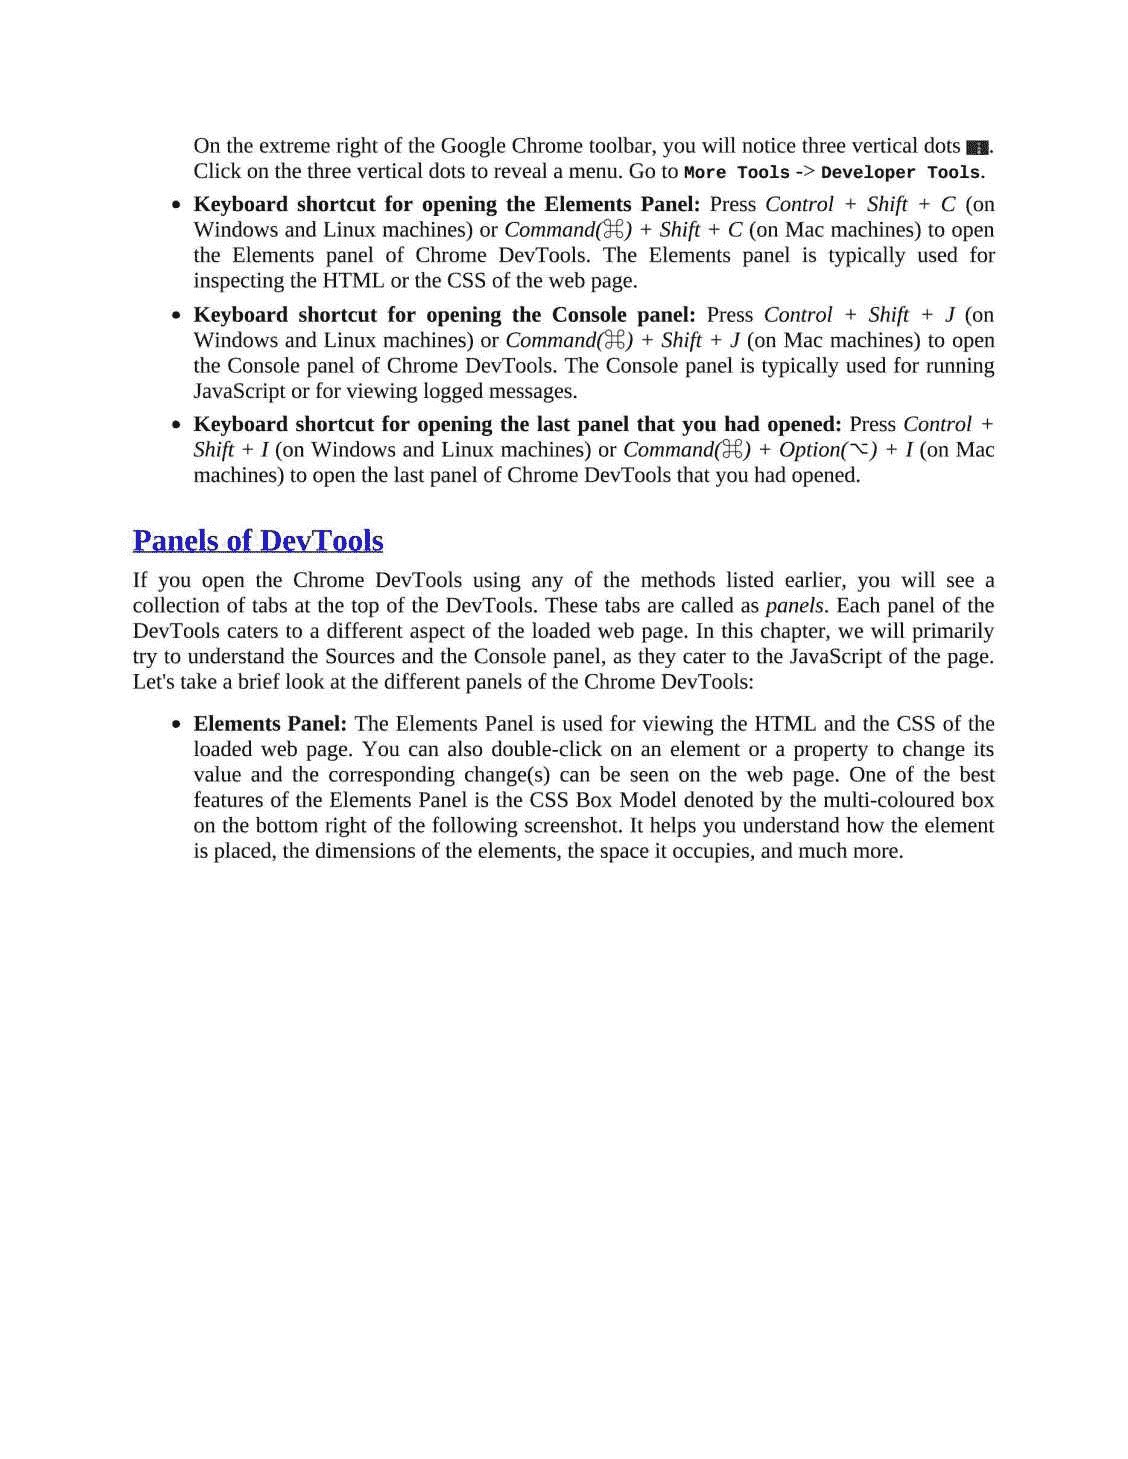 On the extreme right of the Google Chrome toolbar, you will notice three vertical dots .
Click on the three vertical dots to reveal a menu. Go to More Tools -> Developer Tools.
• Keyboard shortcut for opening the Elements Panel: Press Control + Shift + C (on
Windows and Linux machines) or Command(⌘) + Shift + C (on Mac machines) to open
the Elements panel of Chrome DevTools. The Elements panel is typically used for
inspecting the HTML or the CSS of the web page.
• Keyboard shortcut for opening the Console panel: Press Control + Shift + J (on
Windows and Linux machines) or Command(⌘) + Shift + J (on Mac machines) to open
the Console panel of Chrome DevTools. The Console panel is typically used for running
JavaScript or for viewing logged messages.
• Keyboard shortcut for opening the last panel that you had opened: Press Control +
Shift + I (on Windows and Linux machines) or Command(⌘) + Option(⌥) + I (on Mac
machines) to open the last panel of Chrome DevTools that you had opened.
Panels of DevTools
If you open the Chrome DevTools using any of the methods listed earlier, you will see a
collection of tabs at the top of the DevTools. These tabs are called as panels. Each panel of the
DevTools caters to a different aspect of the loaded web page. In this chapter, we will primarily
try to understand the Sources and the Console panel, as they cater to the JavaScript of the page.
Let's take a brief look at the different panels of the Chrome DevTools:
• Elements Panel: The Elements Panel is used for viewing the HTML and the CSS of the
loaded web page. You can also double-click on an element or a property to change its
value and the corresponding change(s) can be seen on the web page. One of the best
features of the Elements Panel is the CSS Box Model denoted by the multi-coloured box
on the bottom right of the following screenshot. It helps you understand how the element
is placed, the dimensions of the elements, the space it occupies, and much more.